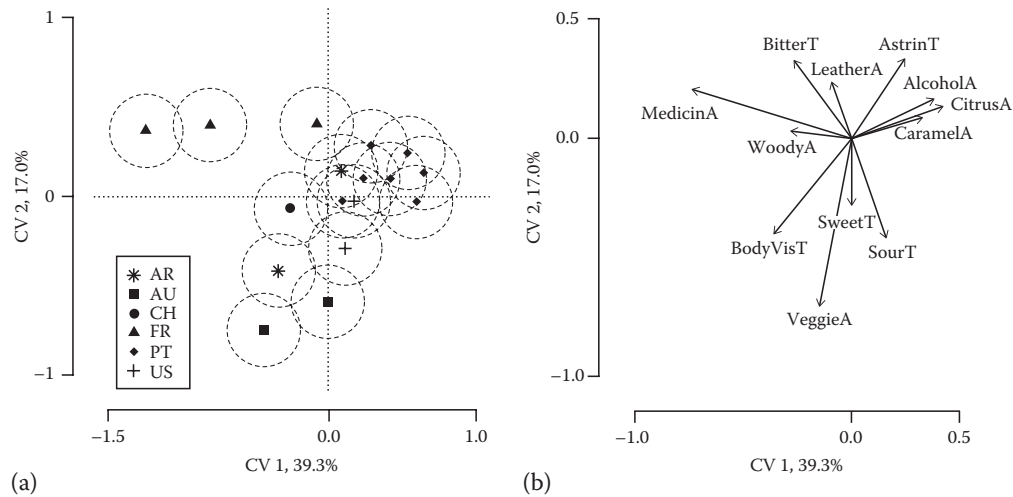 1
0
−1
CV 2, 17.0%
AR
AU
CH
FR
PT
US
−1.5
0.0
1.0
CV 1, 39.3%
(a)
0.5
0.0
−1.0
CV 2, 17.0%
BitterT
AstrinT
LeatherA
AlcoholA
MedicinA
CitrusA
CaramelA
WoodyA
SweetT
BodyVisT
SourT
VeggieA
−1.0
0.0
0.5
CV 1, 39.3%
(b)